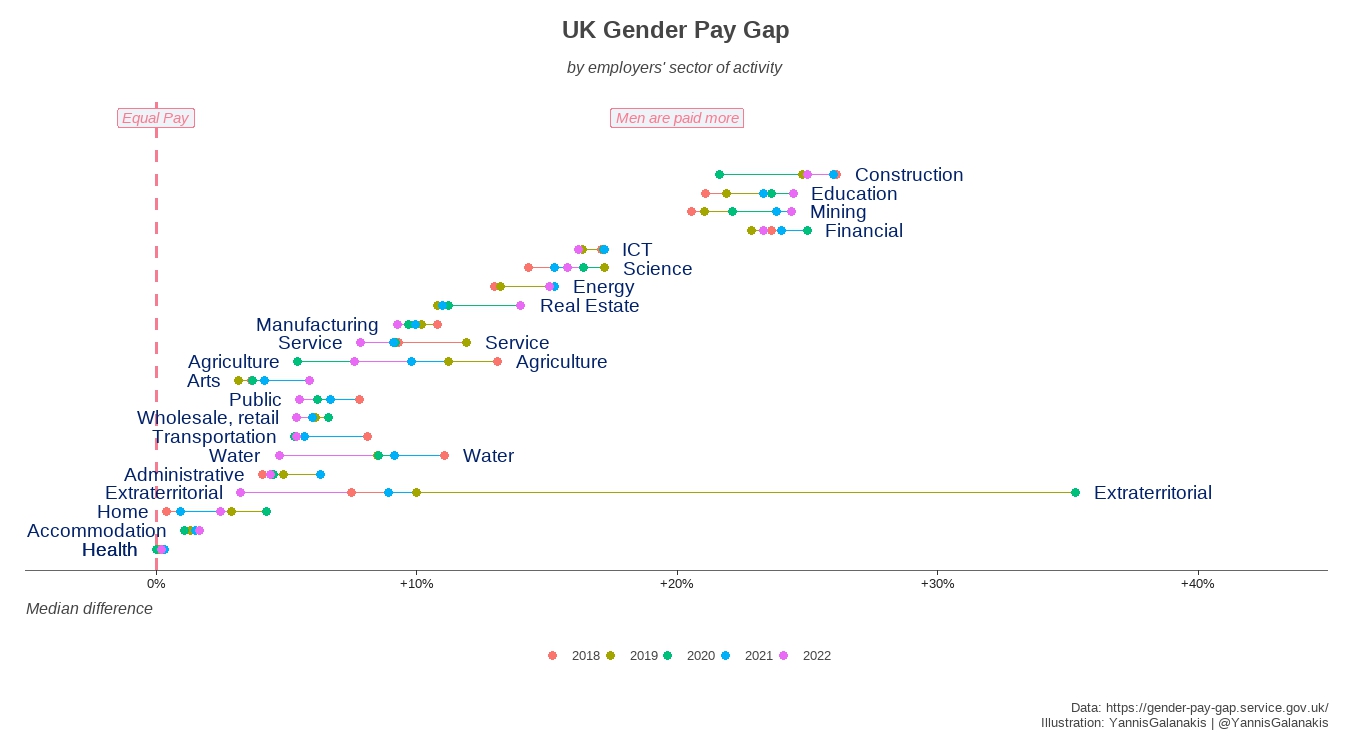 UK Gender Pay Gap
by employers' sector of activity
Equal Pay
Men are paid more
Construction
Education
Mining
Financial
ICT
Science
Energy
Real Estate
Manufacturing
Service Service
Agriculture Agriculture
Arts
Public
Wholesale, retail
Transportation
Water Water
Administrative
Extraterritorial Extraterritorial
Home
Accommodation
Health
0% +10% +20% +30% +40%
Median difference
2018 2019 2020 2021 2022
Data: https://gender-pay-gap.service.gov.uk/
Illustration: YannisGalanakis | @YannisGalanakis